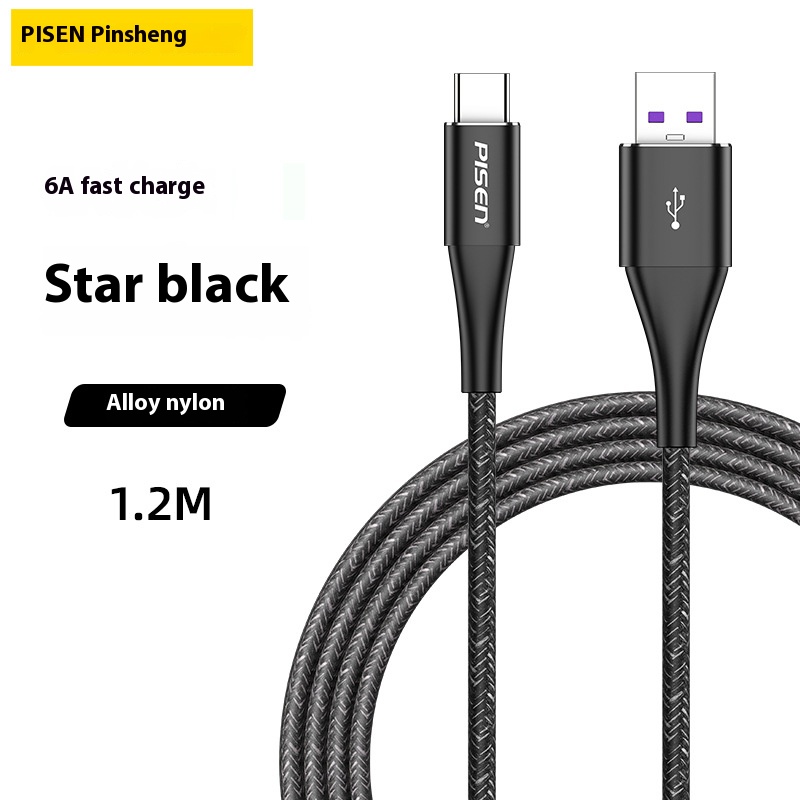 PISEN Pinsheng
6A fast charge
Star black
Alloy nylon
1.2M
PISEN®